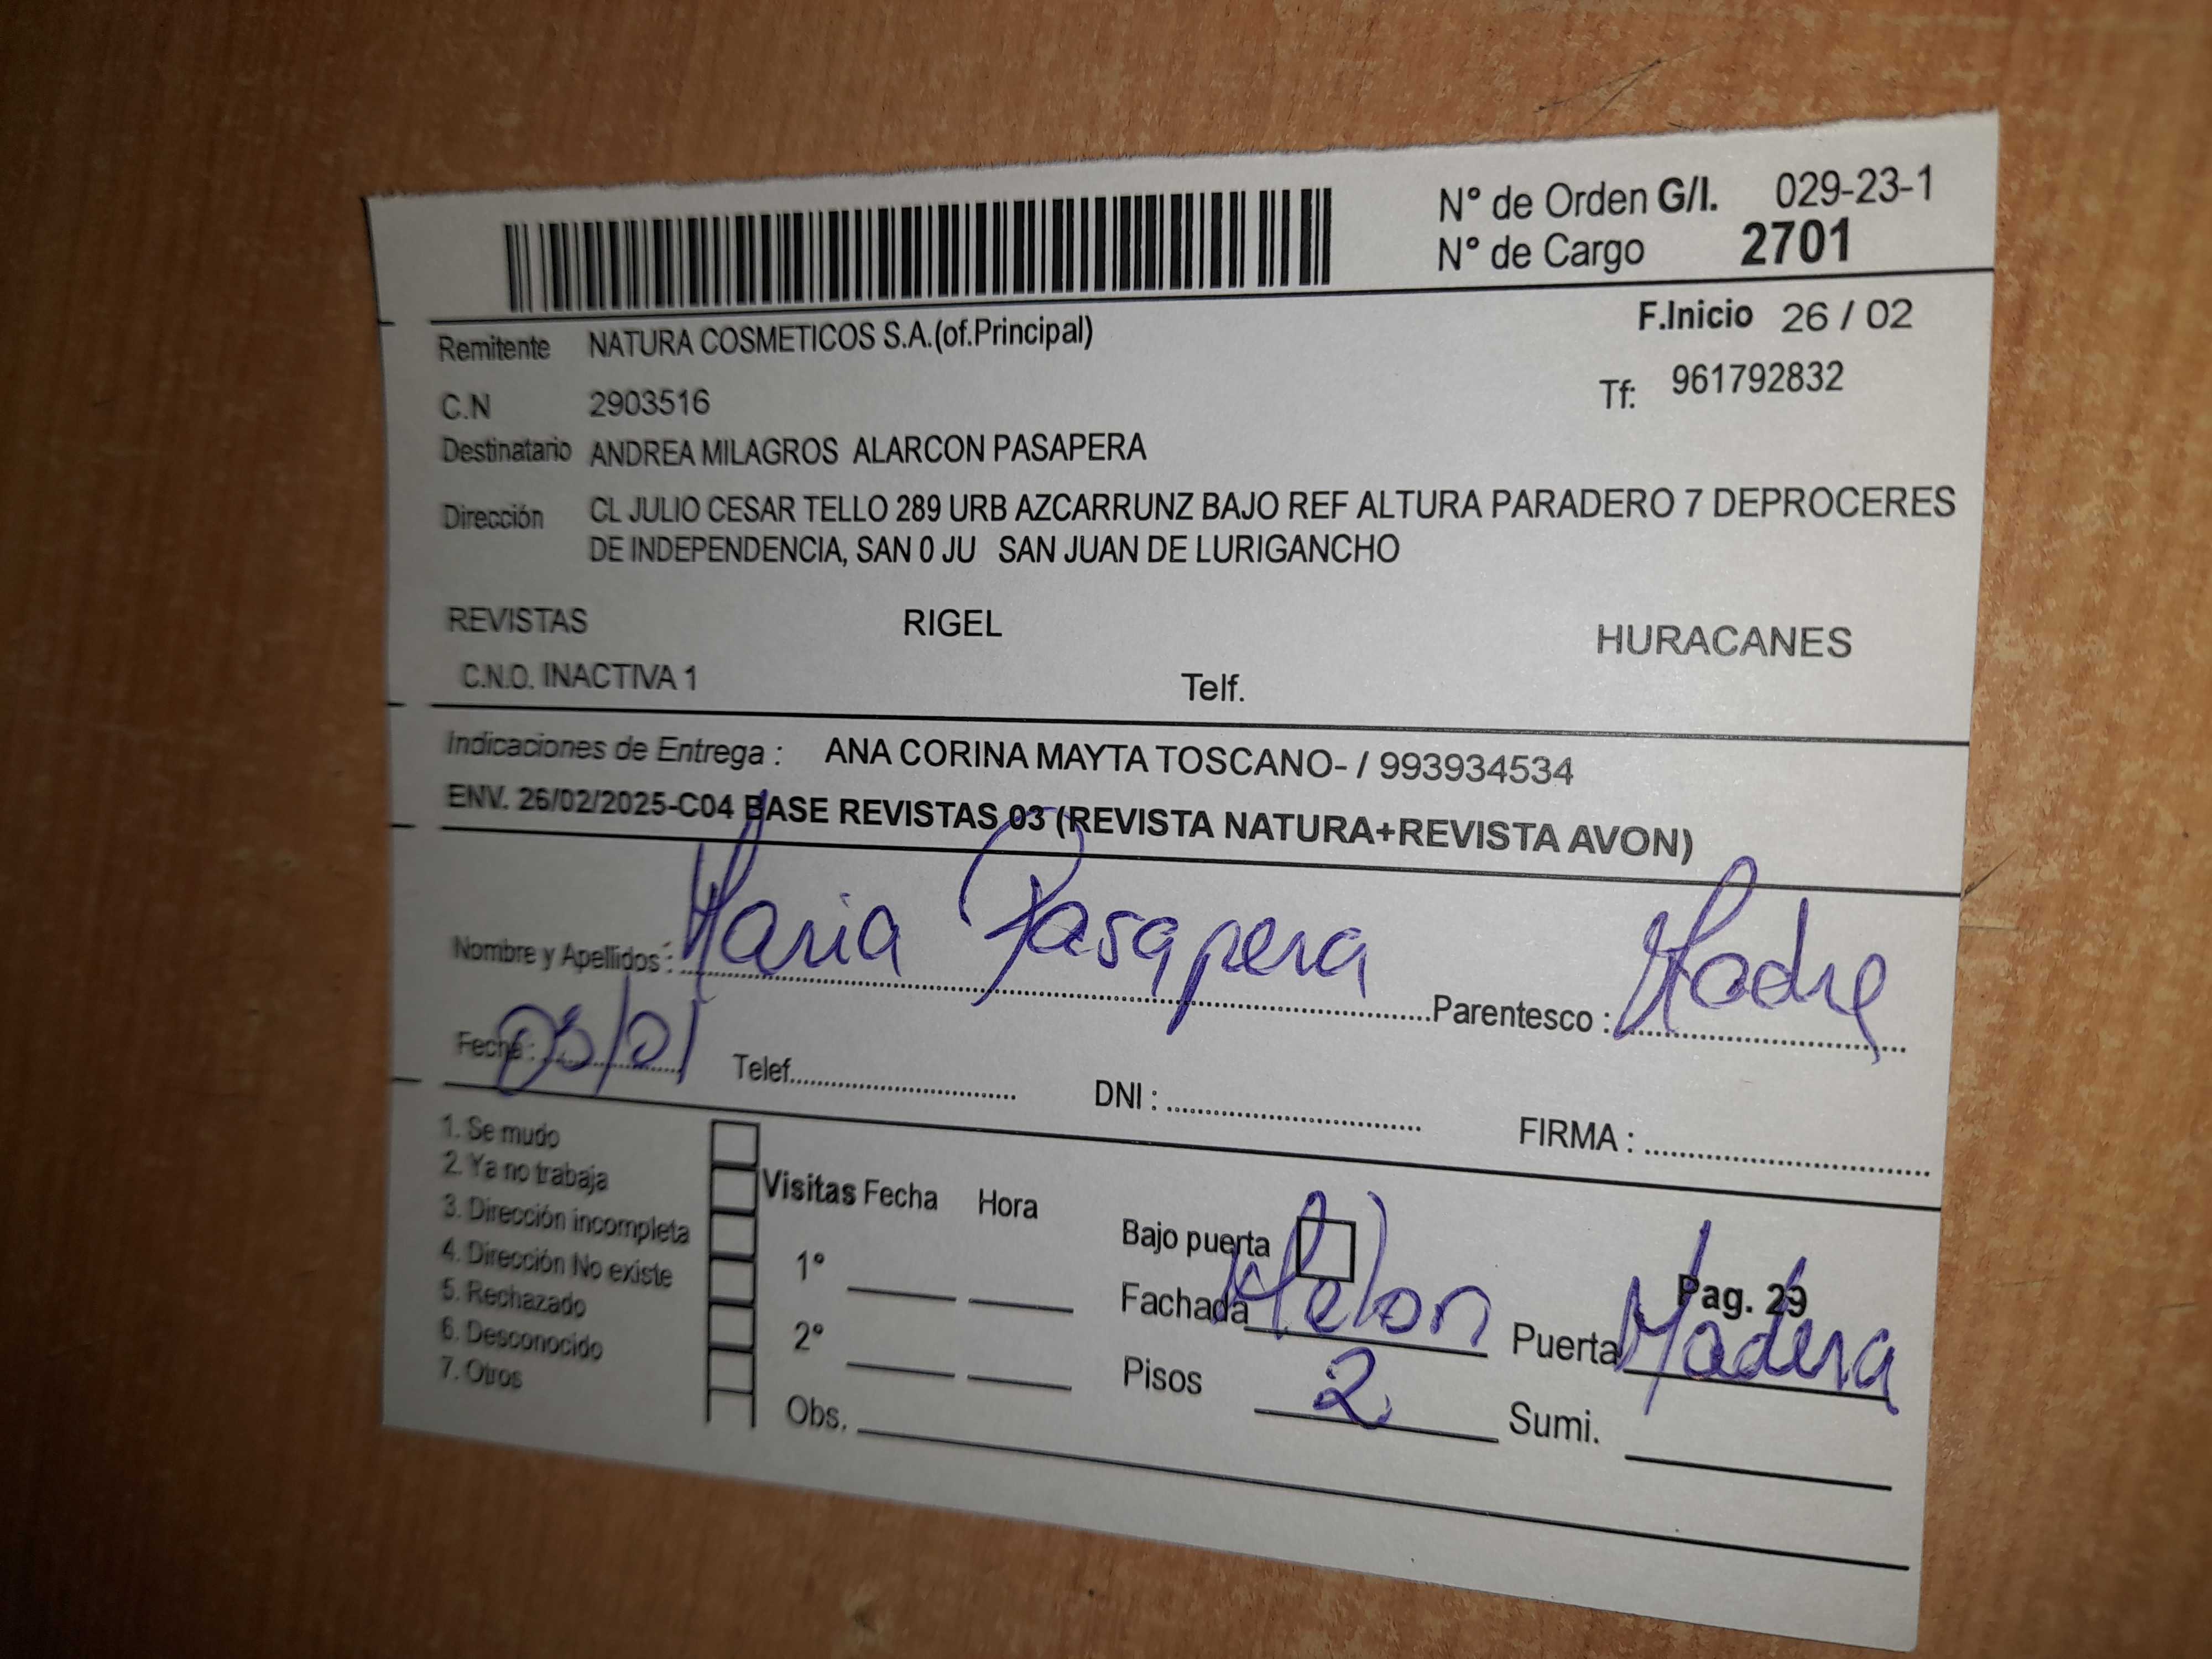 N° de Orden G/I. 029-23-1
N° de Cargo 2701
F.Inicio 26 / 02
Remitente NATURA COSMETICOS S.A.(of.Principal)
C.N 2903516 Tf: 961792832
Destinatario ANDREA MILAGROS ALARCON PASAPERA
Dirección CL JULIO CESAR TELLO 289 URB AZCARRUNZ BAJO REF ALTURA PARADERO 7 DEPROCERES
DE INDEPENDENCIA, SAN 0 JU SAN JUAN DE LURIGANCHO
REVISTAS RIGEL HURACANES
C.N.O. INACTIVA 1 Telf.
Indicaciones de Entrega : ANA CORINA MAYTA TOSCANO- / 993934534
ENV. 26/02/2025-C04 BASE REVISTAS 03 (REVISTA NATURA+REVISTA AVON)
Nombre y Apellidos : Maria Pasapera Parentesco : Madre
Fecha : Telef. DNI : FIRMA :
1. Se mudo
2. Ya no trabaja
3. Dirección incompleta
4. Dirección No existe
5. Rechazado
6. Desconocido
7. Otros
Visitas Fecha Hora
1°
2°
Obs.
Bajo puerta
Pag. 29
Fachada Melon Puerta Madera
Pisos 2 Sumi.